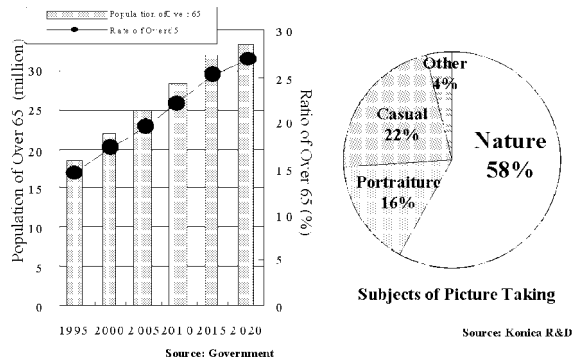 Population of Over 65
Rate of Over 65
Population of Over 65 (million)
30
25
20
15
10
5
0
30
25
20
15
10
5
0
Ratio of Over 65 (%)
1995 2000 2005 2010 2015 2020
Source: Government
Other
4%
Casual
22%
Nature
58%
Portraiture
16%
Subjects of Picture Taking
Source: Konica R&D